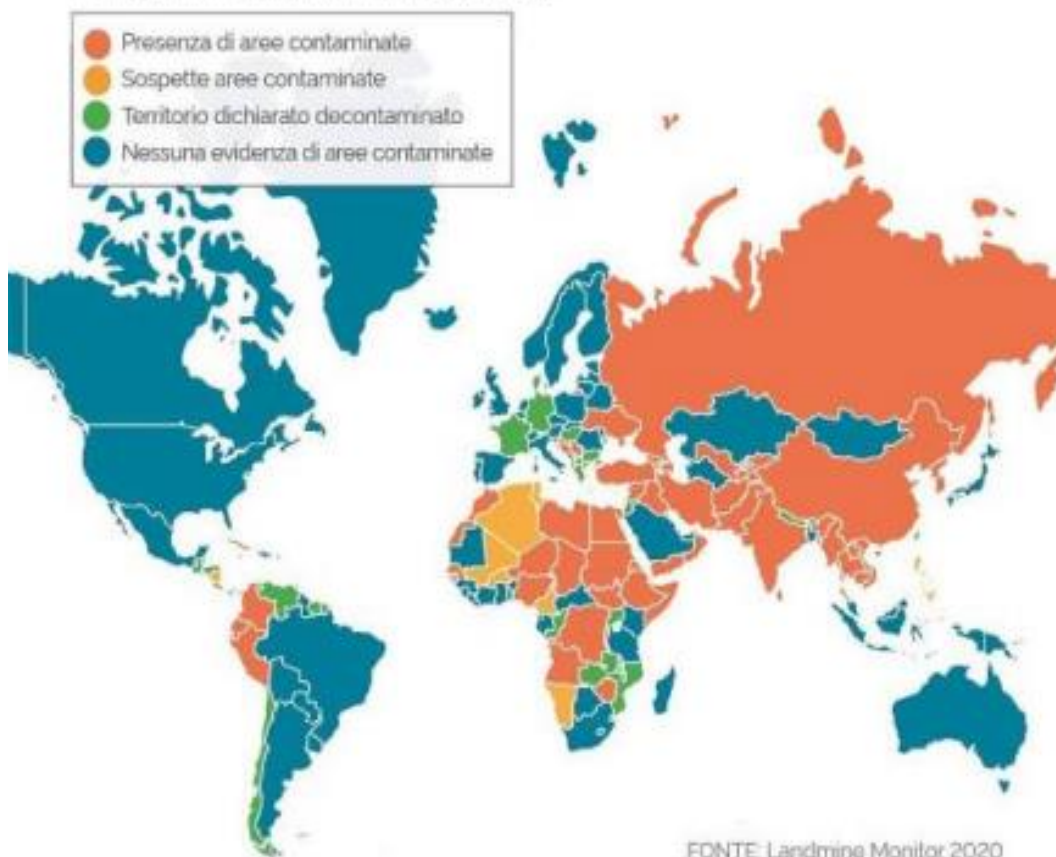 Presenza di aree contaminate
Sospette aree contaminate
Territorio dichiarato decontaminato
Nessuna evidenza di aree contaminate
FONTE: Landmine Monitor 2020